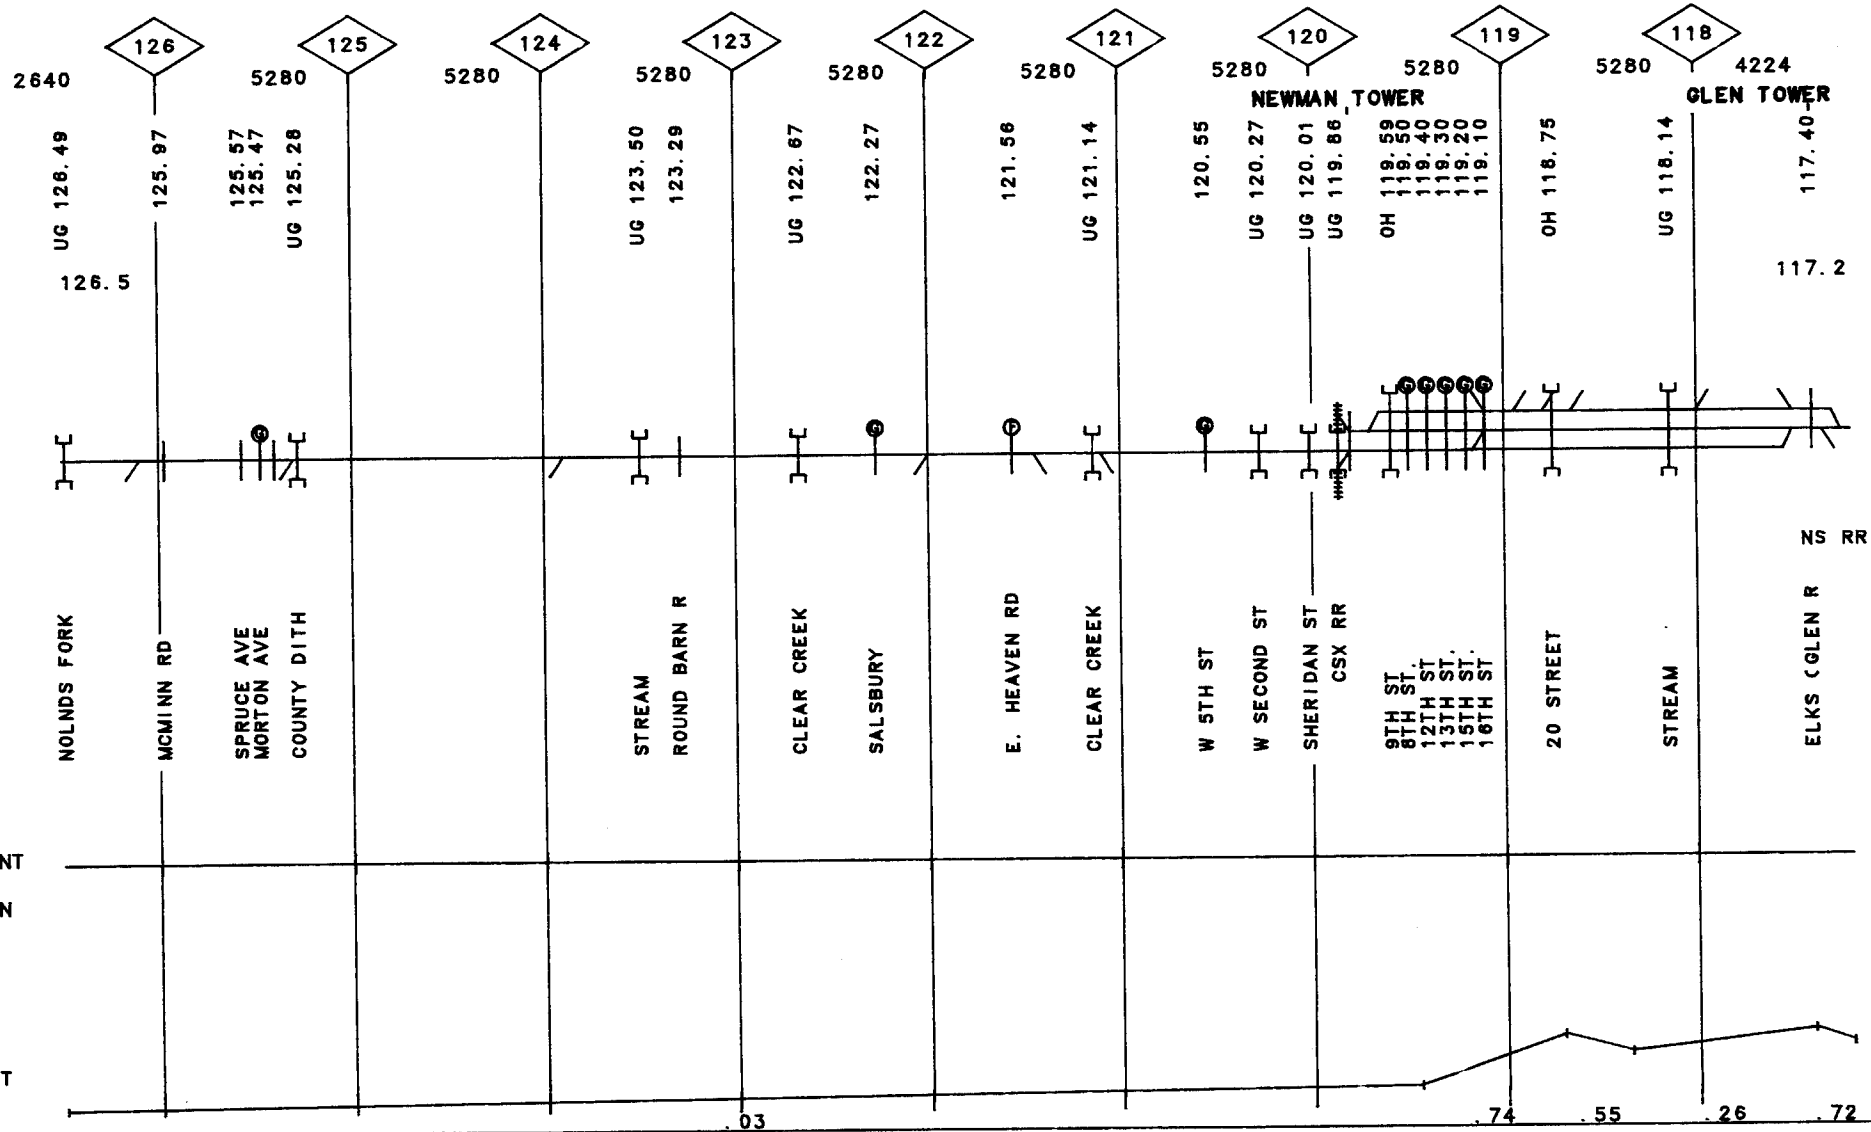 126 125 124 123 122 121 120 119 118
2640 5280 5280 5280 5280 5280 5280 5280 5280 4224
NEWMAN TOWER
GLEN TOWER
UG 126.49
125.97
125.57
125.47
UG 125.28
UG 123.50
123.29
UG 122.67
122.27
121.56
UG 121.14
120.55
UG 120.27
UG 120.01
UG 119.86
OH 119.59
119.50
119.40
119.30
119.20
119.10
OH 118.75
UG 118.14
117.40
126.5
117.2
G
G
F
G
G
G
G
G
G
NS RR
NOLNDS FORK
MCMINN RD
SPRUCE AVE
MORTON AVE
COUNTY DITH
STREAM
ROUND BARN R
CLEAR CREEK
SALSBURY
E. HEAVEN RD
CLEAR CREEK
W 5TH ST
W SECOND ST
SHERIDAN ST
CSX RR
9TH ST
8TH ST.
12TH ST.
13TH ST.
15TH ST.
16TH ST
20 STREET
STREAM
ELKS (GLEN R
NT
N
T
.03 .74 .55 .26 .72